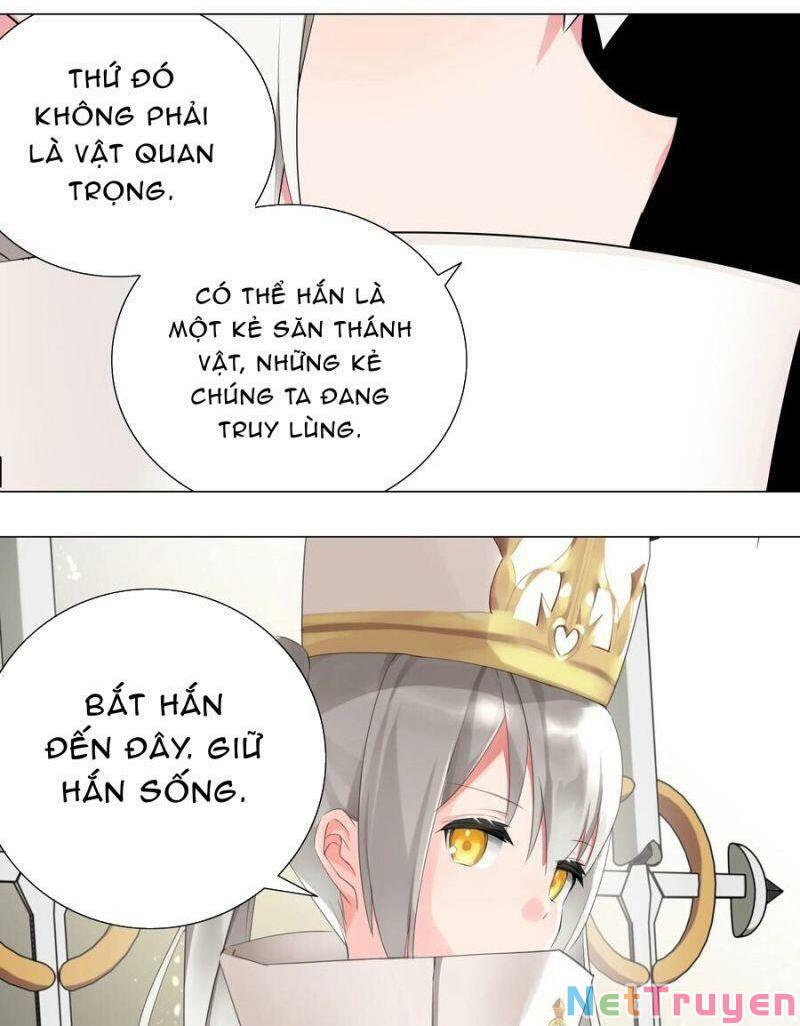 THỨ ĐÓ
KHÔNG PHẢI
LÀ VẬT QUAN
TRỌNG.
CÓ THỂ HẮN LÀ
MỘT KẺ SĂN THÁNH
VẬT, NHỮNG KẺ
CHÚNG TA ĐANG
TRUY LÙNG.
BẮT HẮN
ĐẾN ĐÂY. GIỮ
HẮN SỐNG.
NetTruyen